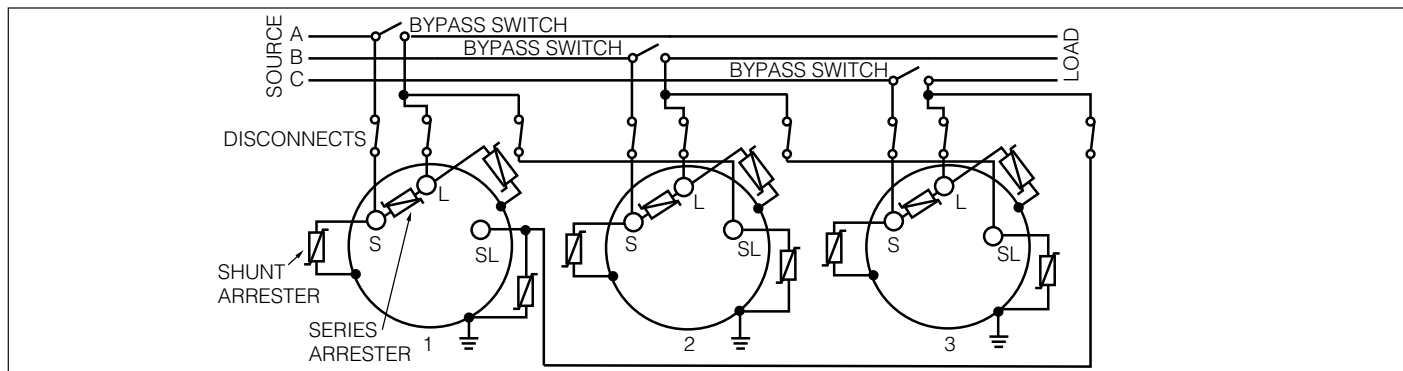 SOURCE
A
BYPASS SWITCH
B
BYPASS SWITCH
C
BYPASS SWITCH
LOAD
DISCONNECTS
L
L
L
S
SL
S
SL
S
SL
SHUNT
ARRESTER
SERIES
ARRESTER
1
2
3